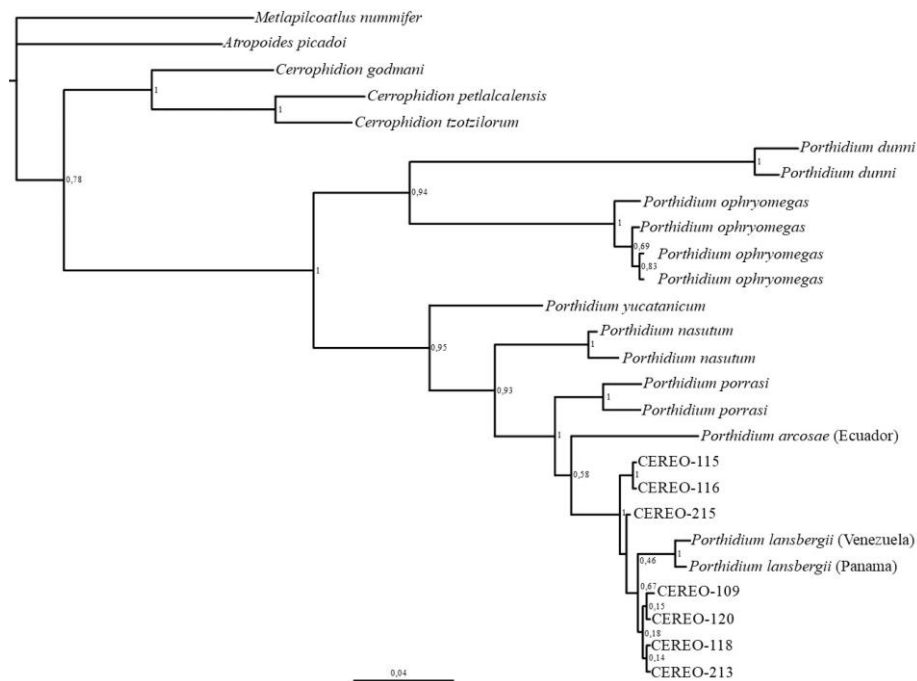 Metlapilcoatlus nummifer
Atropoides picadoi
Cerrophidion godmani
1
Cerrophidion petlalcalensis
1
Cerrophidion tzotzilorum
Porthidium dunni
1
Porthidium dunni
0,78
0,94
Porthidium ophryomegas
1
Porthidium ophryomegas
0,69
Porthidium ophryomegas
0,83
Porthidium ophryomegas
1
Porthidium yucatanicum
Porthidium nasutum
1
0,95
Porthidium nasutum
Porthidium porrasi
0,93
1
Porthidium porrasi
1
Porthidium arcosae (Ecuador)
CEREO-115
0,58
1
CEREO-116
1
CEREO-215
Porthidium lansbergii (Venezuela)
1
0,46
Porthidium lansbergii (Panama)
0,67
CEREO-109
0,15
CEREO-120
0,18
CEREO-118
0,14
CEREO-213
0,04